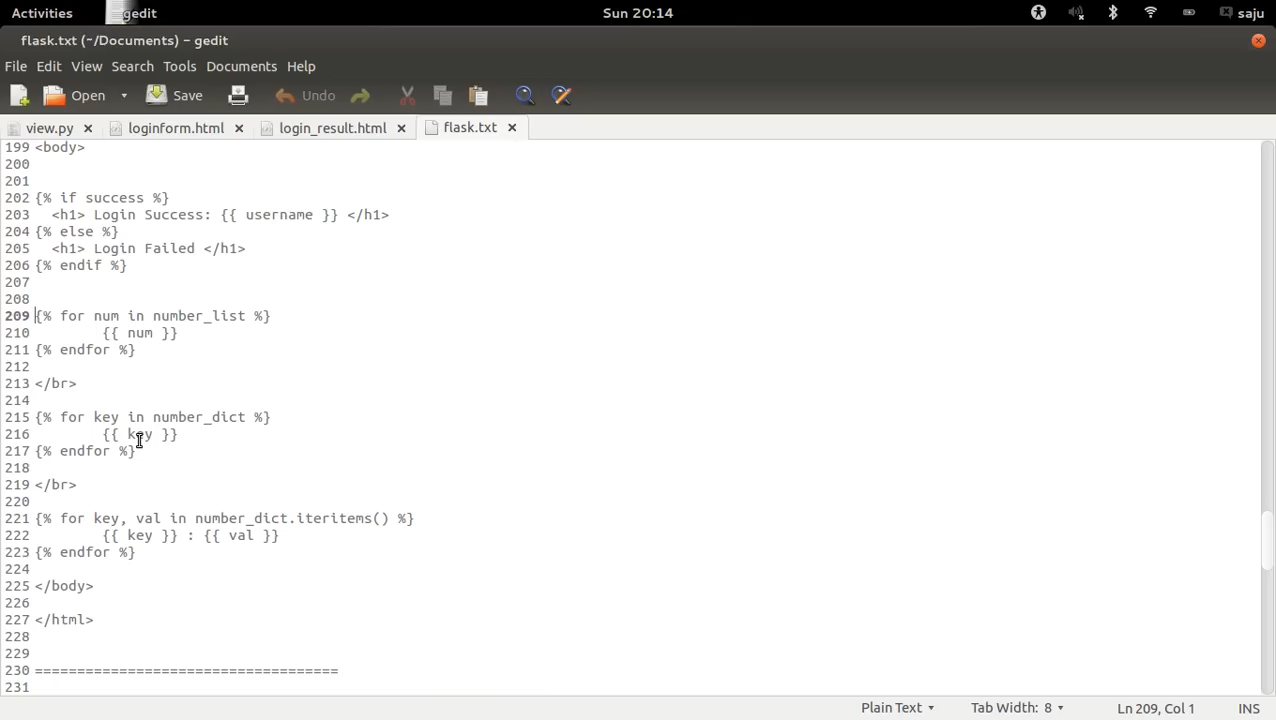 Activities gedit Sun 20:14 saju
flask.txt (~/Documents) – gedit
File Edit View Search Tools Documents Help
Open Save Undo
view.py loginform.html login_result.html flask.txt
199 <body>
200
201
202 {% if success %}
203   <h1> Login Success: {{ username }} </h1>
204 {% else %}
205   <h1> Login Failed </h1>
206 {% endif %}
207
208
209 {% for num in number_list %}
210         {{ num }}
211 {% endfor %}
212
213 </br>
214
215 {% for key in number_dict %}
216         {{ key }}
217 {% endfor %}
218
219 </br>
220
221 {% for key, val in number_dict.iteritems() %}
222         {{ key }} : {{ val }}
223 {% endfor %}
224
225 </body>
226
227 </html>
228
229
230 ====================================
231
Plain Text Tab Width: 8 Ln 209, Col 1 INS